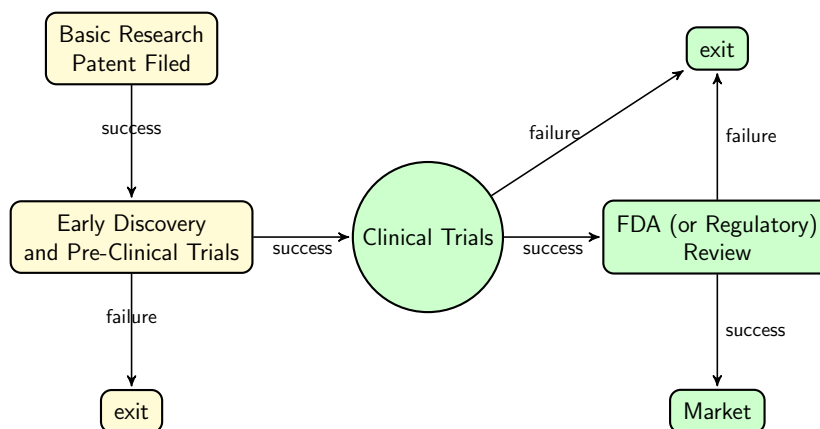 Basic Research
Patent Filed
exit
success
failure
failure
Early Discovery
and Pre-Clinical Trials
success
Clinical Trials
success
FDA (or Regulatory)
Review
failure
success
exit
Market